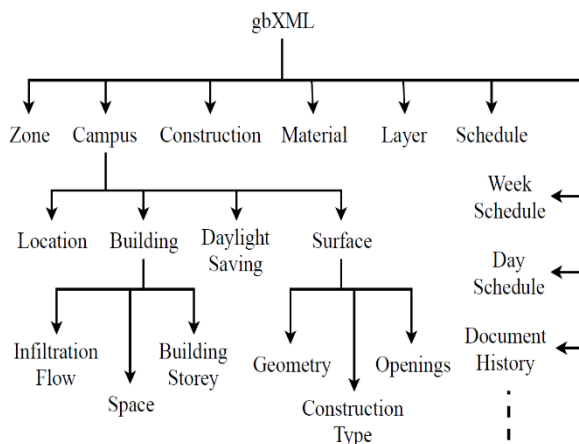 gbXML
Zone Campus Construction Material Layer Schedule
Week
Schedule
Location Building Daylight
Saving Surface
Day
Schedule
Infiltration
Flow
Space
Building
Storey
Geometry
Construction
Type
Openings
Document
History